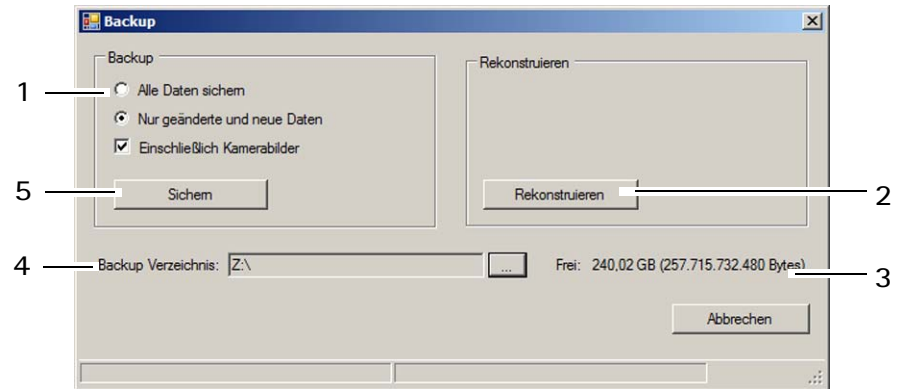 Backup
Backup
Rekonstruieren
1
Alle Daten sichern
Nur geänderte und neue Daten
Einschließlich Kamerabilder
5
Sichern
Rekonstruieren
2
4
Backup Verzeichnis: Z:\
...
Frei: 240,02 GB (257.715.732.480 Bytes)
3
Abbrechen